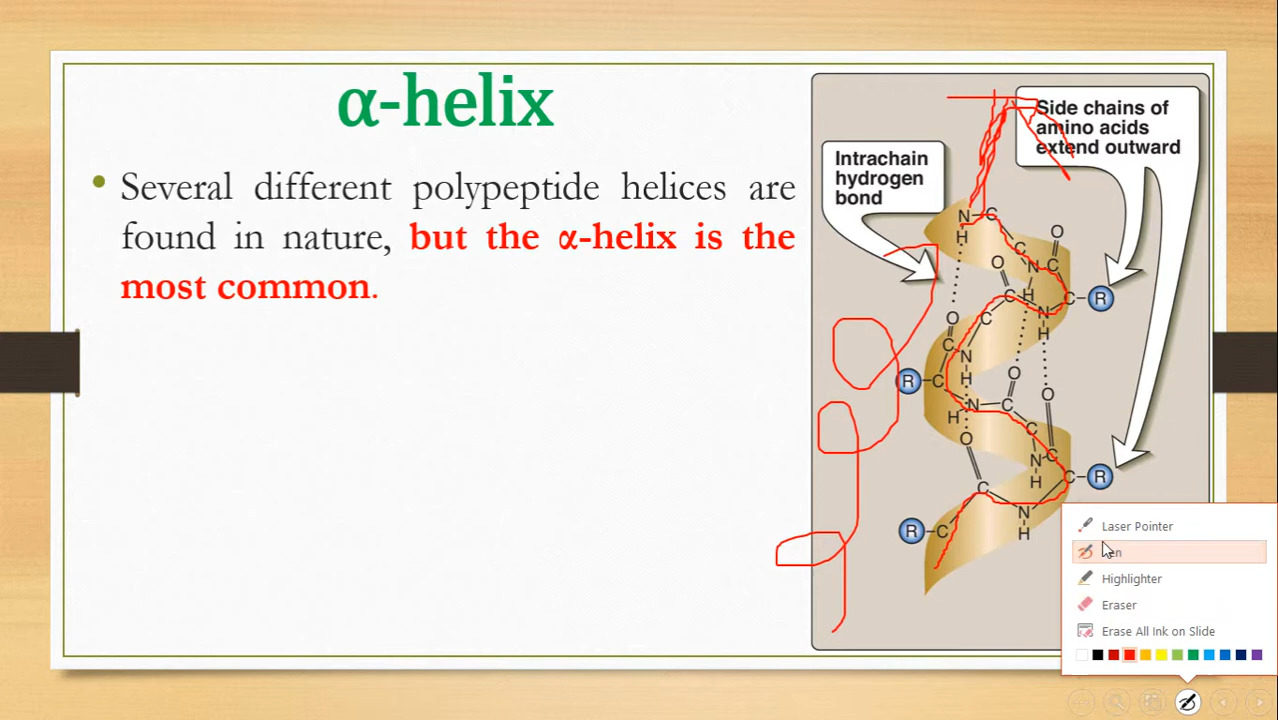 α-helix
• Several different polypeptide helices are
found in nature, but the α-helix is the
most common.
Intrachain
hydrogen
bond
Side chains of
amino acids
extend outward
N
C
H
C
O
N
C
O
H
C
R
C
N
O
C
H
C
N
R
C
H
O
N
C
O
H
C
O
N
C
C
R
H
C
N
R
C
H
Laser Pointer
Highlighter
Eraser
Erase All Ink on Slide